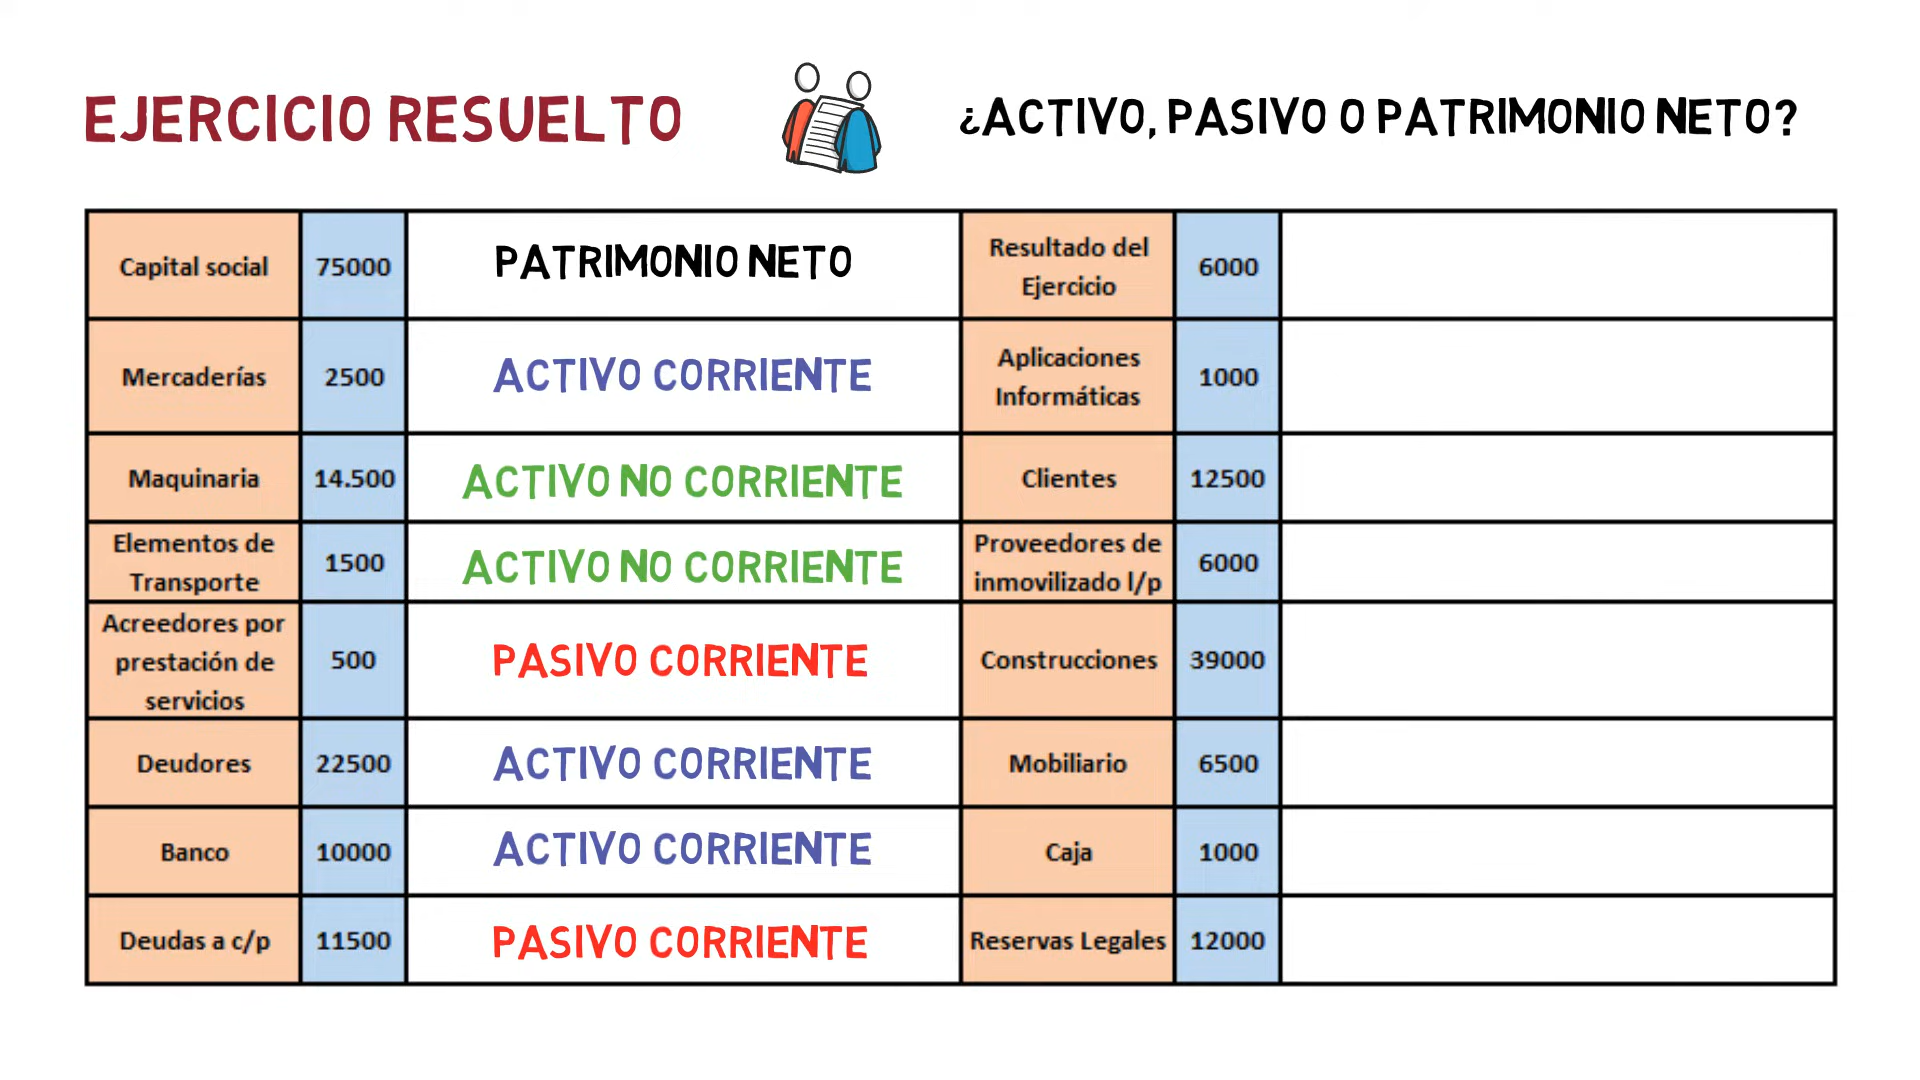 EJERCICIO RESUELTO
¿ACTIVO, PASIVO O PATRIMONIO NETO?
Capital social 75000 PATRIMONIO NETO
Resultado del
Ejercicio
6000
Mercaderías 2500 ACTIVO CORRIENTE
Aplicaciones
Informáticas
1000
Maquinaria 14.500 ACTIVO NO CORRIENTE
Clientes 12500
Elementos de
Transporte
1500 ACTIVO NO CORRIENTE
Proveedores de
inmovilizado l/p
6000
Acreedores por
prestación de
servicios
500 PASIVO CORRIENTE
Construcciones 39000
Deudores 22500 ACTIVO CORRIENTE
Mobiliario 6500
Banco 10000 ACTIVO CORRIENTE
Caja 1000
Deudas a c/p 11500 PASIVO CORRIENTE
Reservas Legales 12000